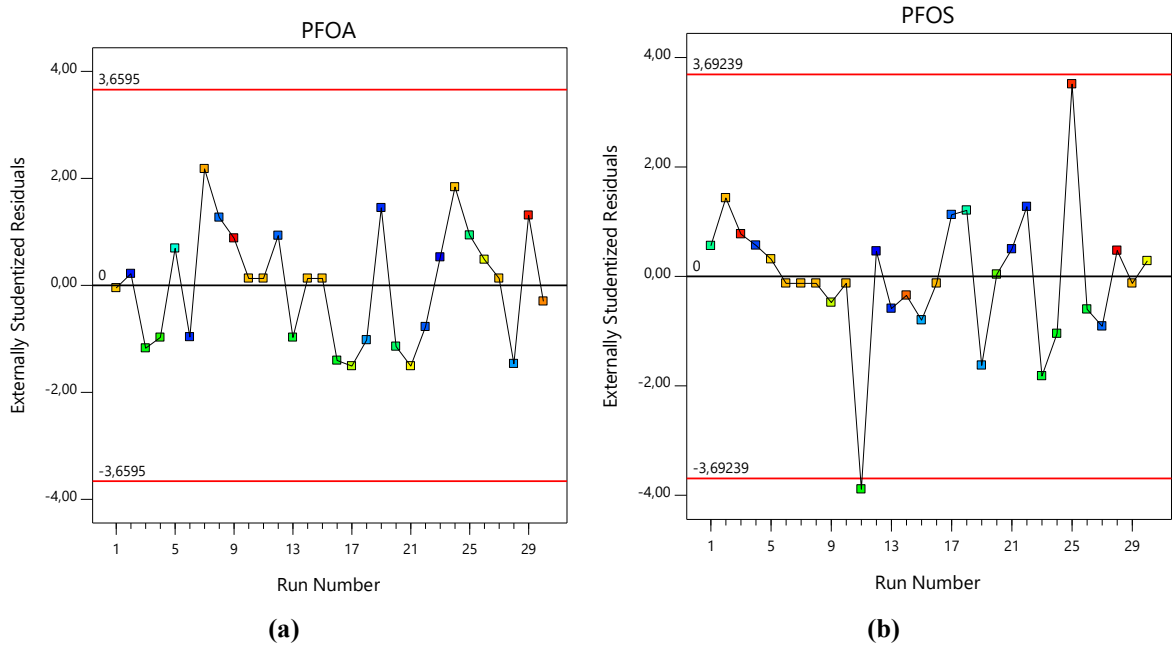 PFOA
Externally Studentized Residuals
4,00
3,6595
2,00
0
0,00
-2,00
-3,6595
-4,00
1 5 9 13 17 21 25 29
Run Number
(a)
PFOS
Externally Studentized Residuals
4,00
3,69239
2,00
0
0,00
-2,00
-3,69239
-4,00
1 5 9 13 17 21 25 29
Run Number
(b)